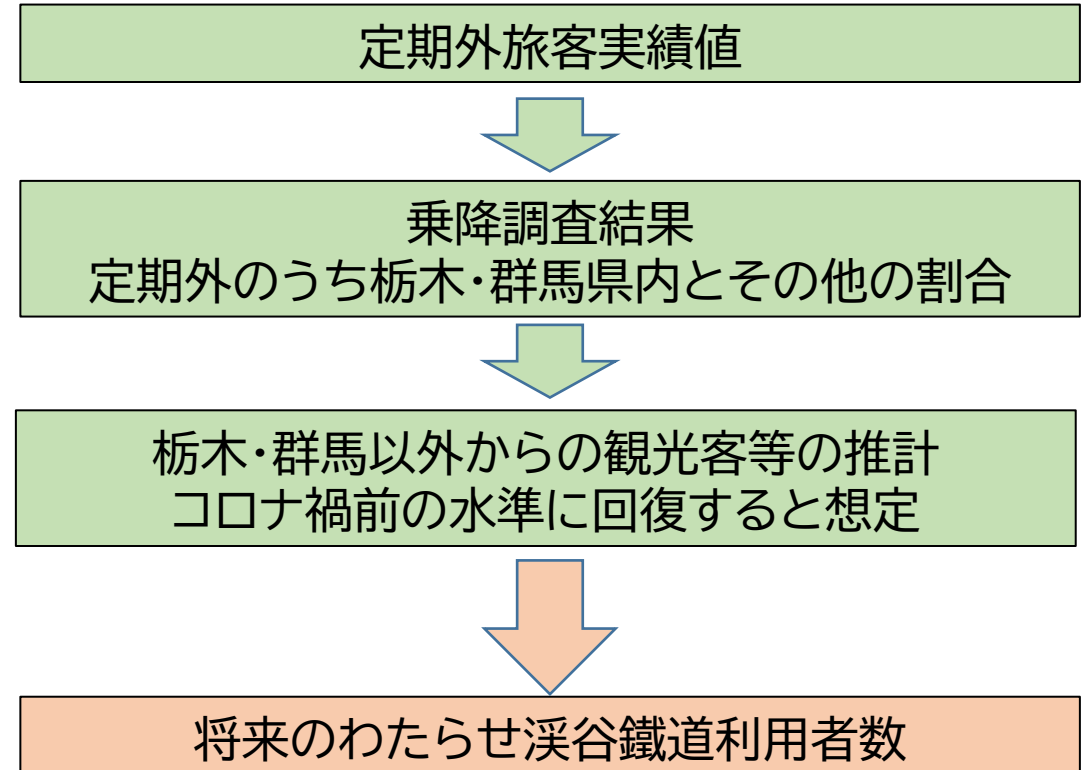 定期外旅客実績値
乗降調査結果
定期外のうち栃木・群馬県内とその他の割合
栃木・群馬以外からの観光客等の推計
コロナ禍前の水準に回復すると想定
将来のわたらせ渓谷鐵道利用者数